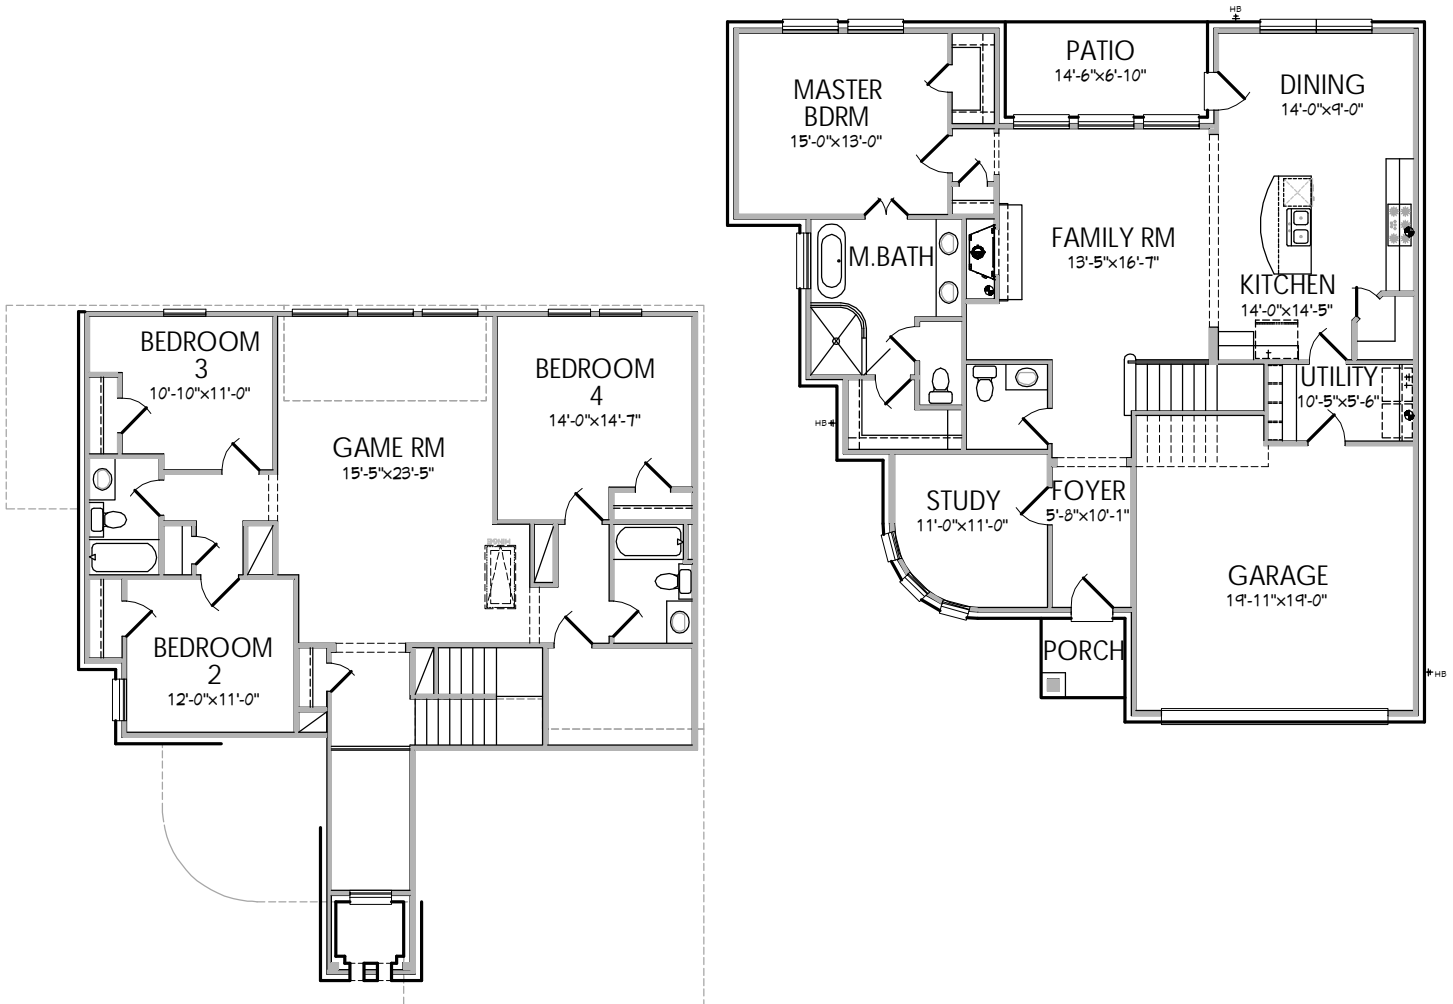 HB
PATIO
14'-6"x6'-10"
MASTER
BDRM
15'-0"x13'-0"
DINING
14'-0"x9'-0"
FAMILY RM
13'-5"x16'-7"
M.BATH
KITCHEN
14'-0"x14'-5"
UTILITY
10'-5"x5'-6"
HB
STUDY
11'-0"x11'-0"
FOYER
5'-8"x10'-1"
GARAGE
19'-11"x19'-0"
PORCH
HB
BEDROOM
3
10'-10"x11'-0"
BEDROOM
4
14'-0"x14'-7"
GAME RM
15'-5"x23'-5"
BEDROOM
2
12'-0"x11'-0"